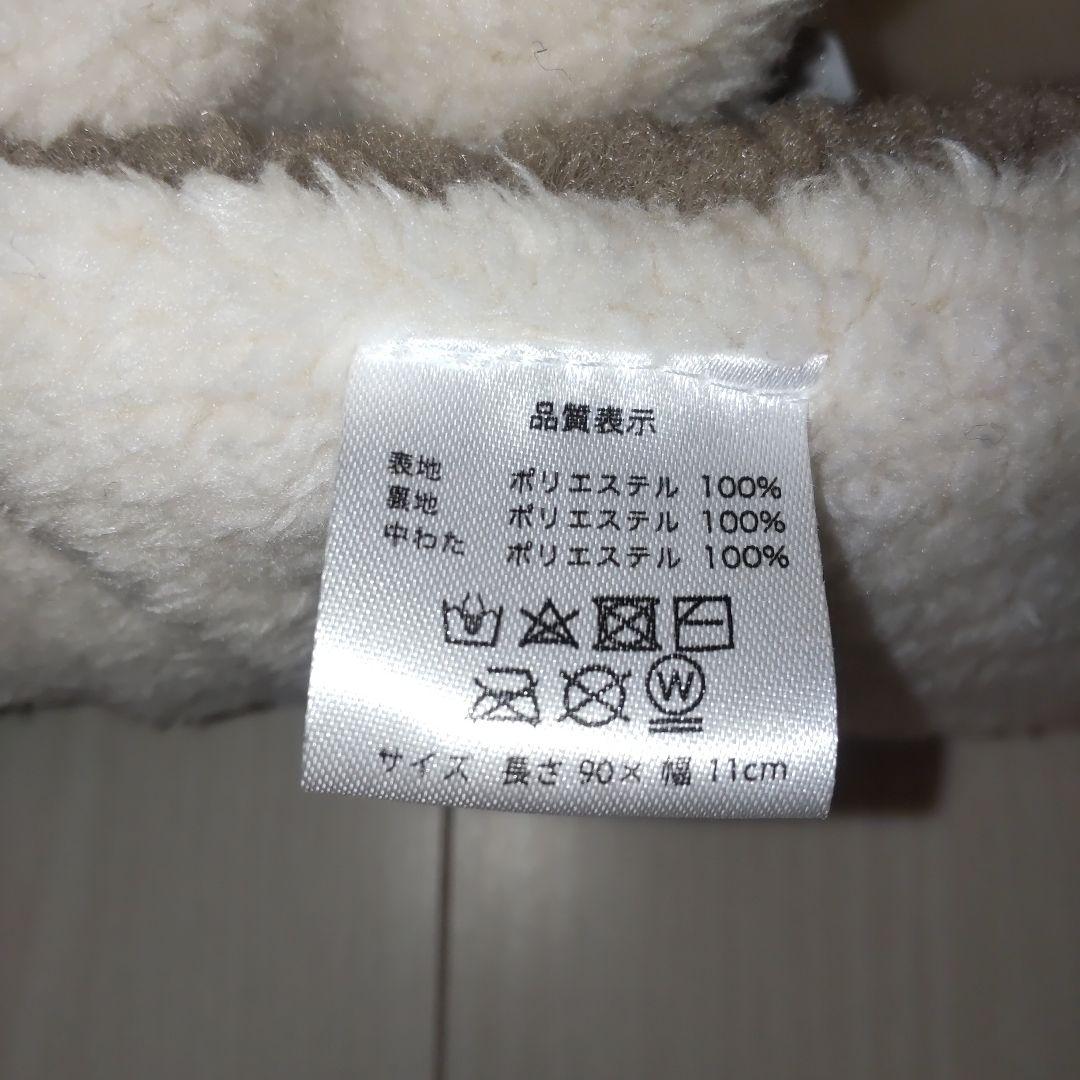 品質表示
表地 ポリエステル 100%
裏地 ポリエステル 100%
中わた ポリエステル 100%
W
サイズ 長さ 90× 幅 11cm